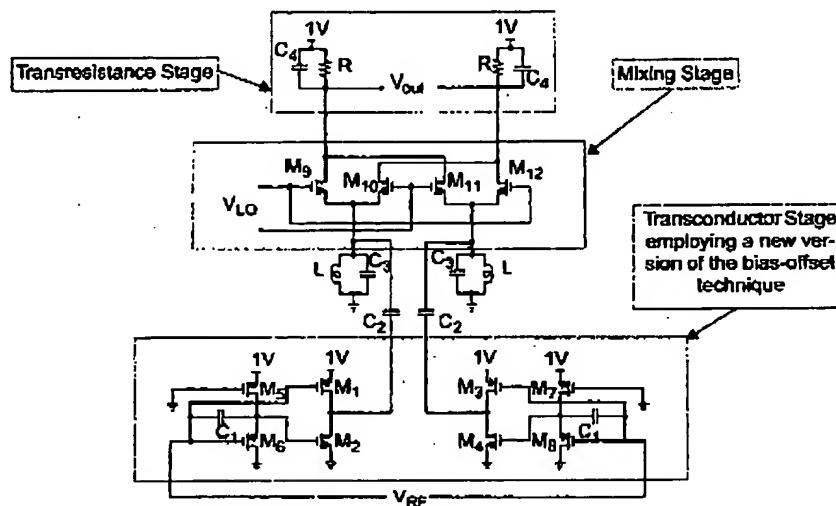 1V 1V
C4 R R C4
Transresistance Stage
Vout
Mixing Stage
M9 M10 M11 M12
VLO
Transconductor Stage
employing a new ver-
sion of the bias-offset
technique
L C3 C3 L
C2 C2
1V 1V 1V 1V
M5 M1 M3 M7
C1 M6 M2 M4 M8 C1
VRF